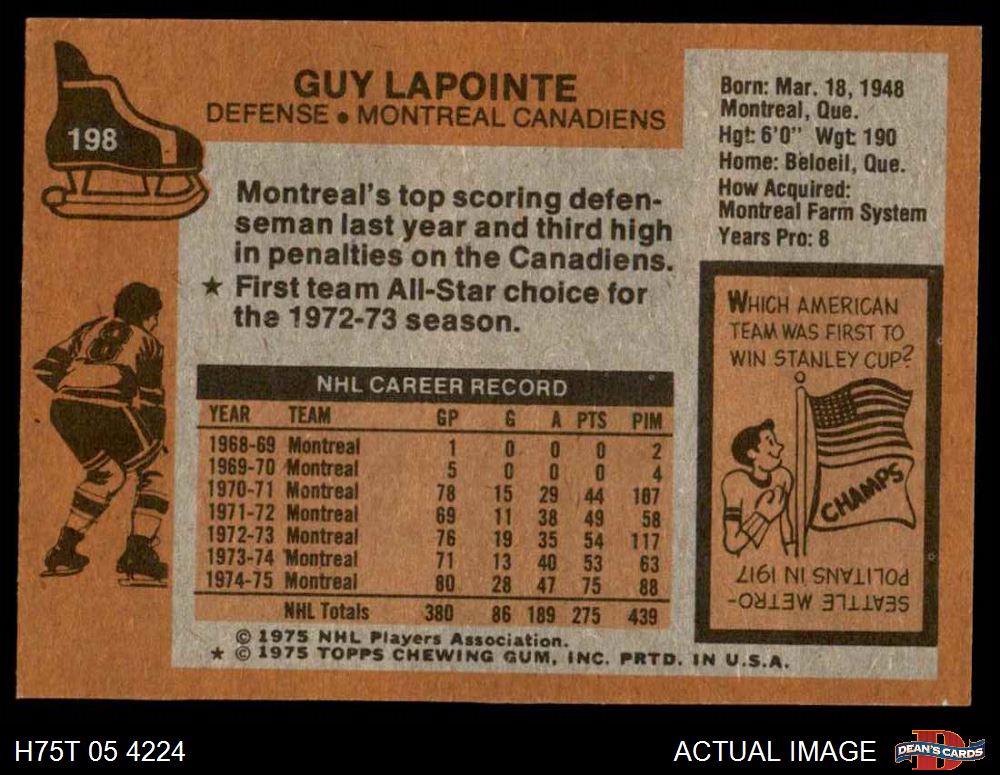 198
GUY LAPOINTE
DEFENSE • MONTREAL CANADIENS
Montreal's top scoring defen-
seman last year and third high
in penalties on the Canadiens.
★ First team All-Star choice for
the 1972-73 season.
Born: Mar. 18, 1948
Montreal, Que.
Hgt: 6'0" Wgt: 190
Home: Beloeil, Que.
How Acquired:
Montreal Farm System
Years Pro: 8
8
NHL CAREER RECORD
YEAR TEAM GP G A PTS PIM
1968-69 Montreal 1 0 0 0 2
1969-70 Montreal 5 0 0 0 4
1970-71 Montreal 78 15 29 44 107
1971-72 Montreal 69 11 38 49 58
1972-73 Montreal 76 19 35 54 117
1973-74 Montreal 71 13 40 53 63
1974-75 Montreal 80 28 47 75 88
NHL Totals 380 86 189 275 439
WHICH AMERICAN
TEAM WAS FIRST TO
WIN STANLEY CUP?
CHAMPS
SEATTLE METRO-
POLITANS IN 1917
© 1975 NHL Players Association.
★ © 1975 TOPPS CHEWING GUM, INC. PRTD. IN U.S.A.
H75T 05 4224
ACTUAL IMAGE
D
DEAN'S CARDS